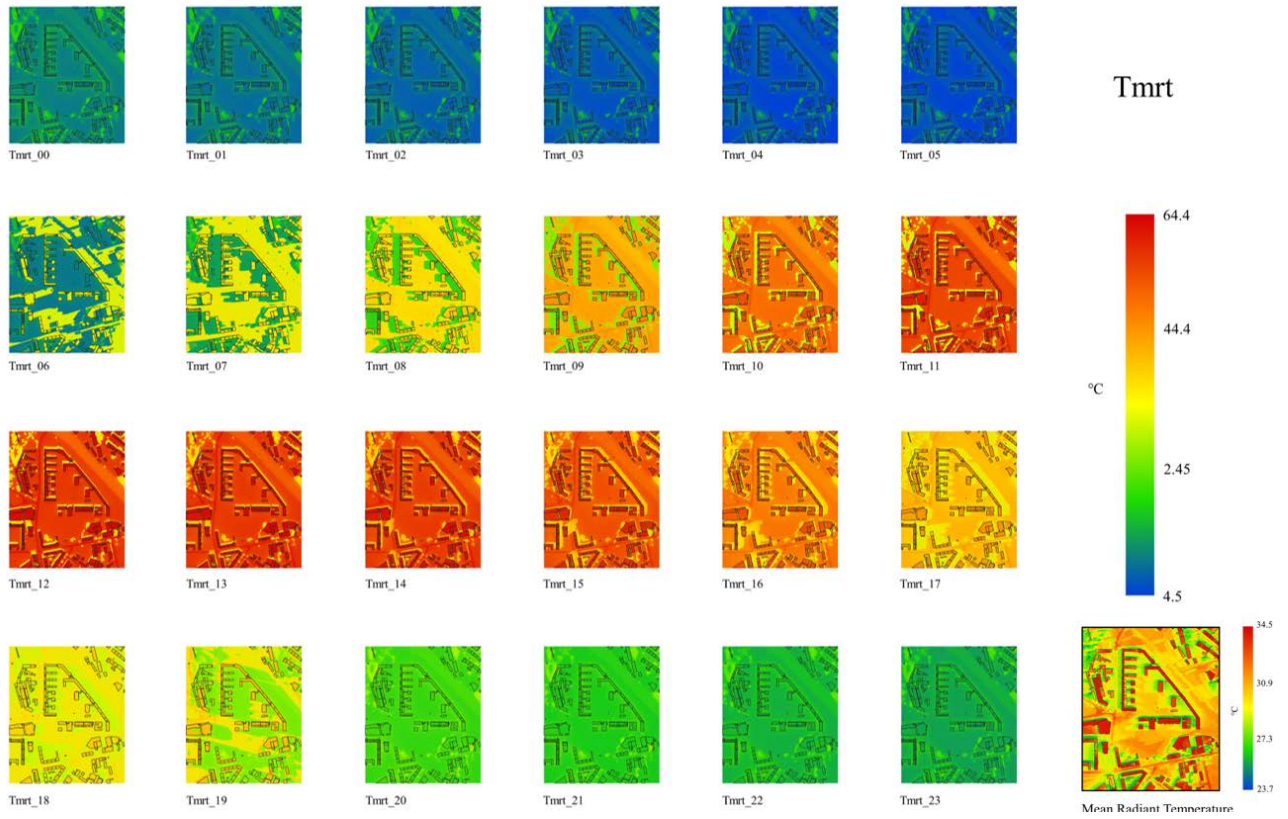 Tmrt
Tmrt_00 Tmrt_01 Tmrt_02 Tmrt_03 Tmrt_04 Tmrt_05
Tmrt_06 Tmrt_07 Tmrt_08 Tmrt_09 Tmrt_10 Tmrt_11
64.4
44.4
°C
2.45
4.5
Tmrt_12 Tmrt_13 Tmrt_14 Tmrt_15 Tmrt_16 Tmrt_17
Tmrt_18 Tmrt_19 Tmrt_20 Tmrt_21 Tmrt_22 Tmrt_23
34.5
30.9
°C
27.3
23.7
Mean Radiant Temperature